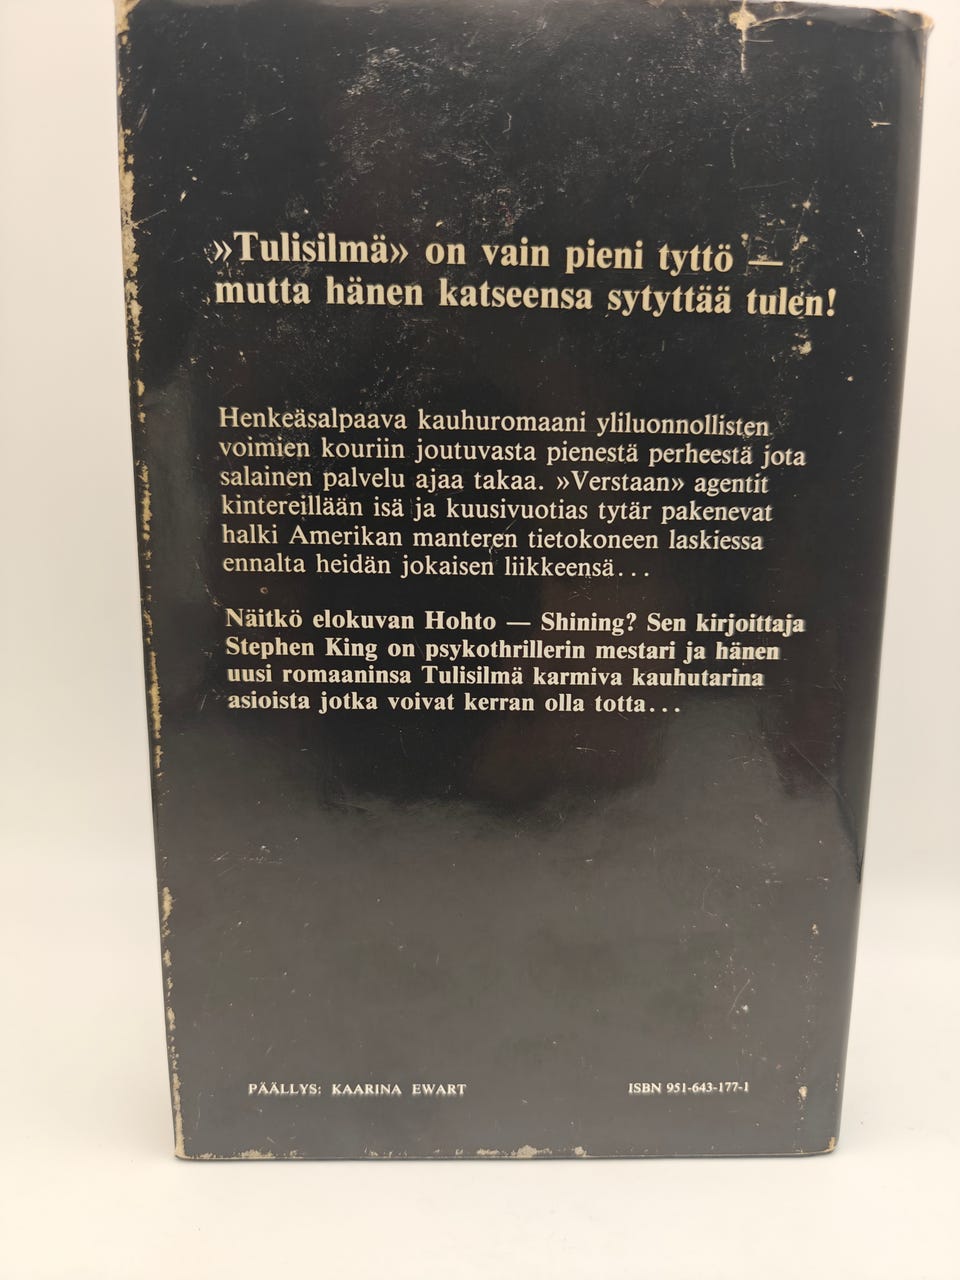 »Tulisilmä» on vain pieni tyttö —
mutta hänen katseensa sytyttää tulen!
Henkeäsalpaava kauhuromaani yliluonnollisten
voimien kouriin joutuvasta pienestä perheestä jota
salainen palvelu ajaa takaa. »Verstaan» agentit
kintereillään isä ja kuusivuotias tytär pakenevat
halki Amerikan manteren tietokoneen laskiessa
ennalta heidän jokaisen liikkeensä...
Näitkö elokuvan Hohto — Shining? Sen kirjoittaja
Stephen King on psykothrillerin mestari ja hänen
uusi romaaninsa Tulisilmä karmiva kauhutarina
asioista jotka voivat kerran olla totta...
PÄÄLLYS: KAARINA EWART
ISBN 951-643-177-1